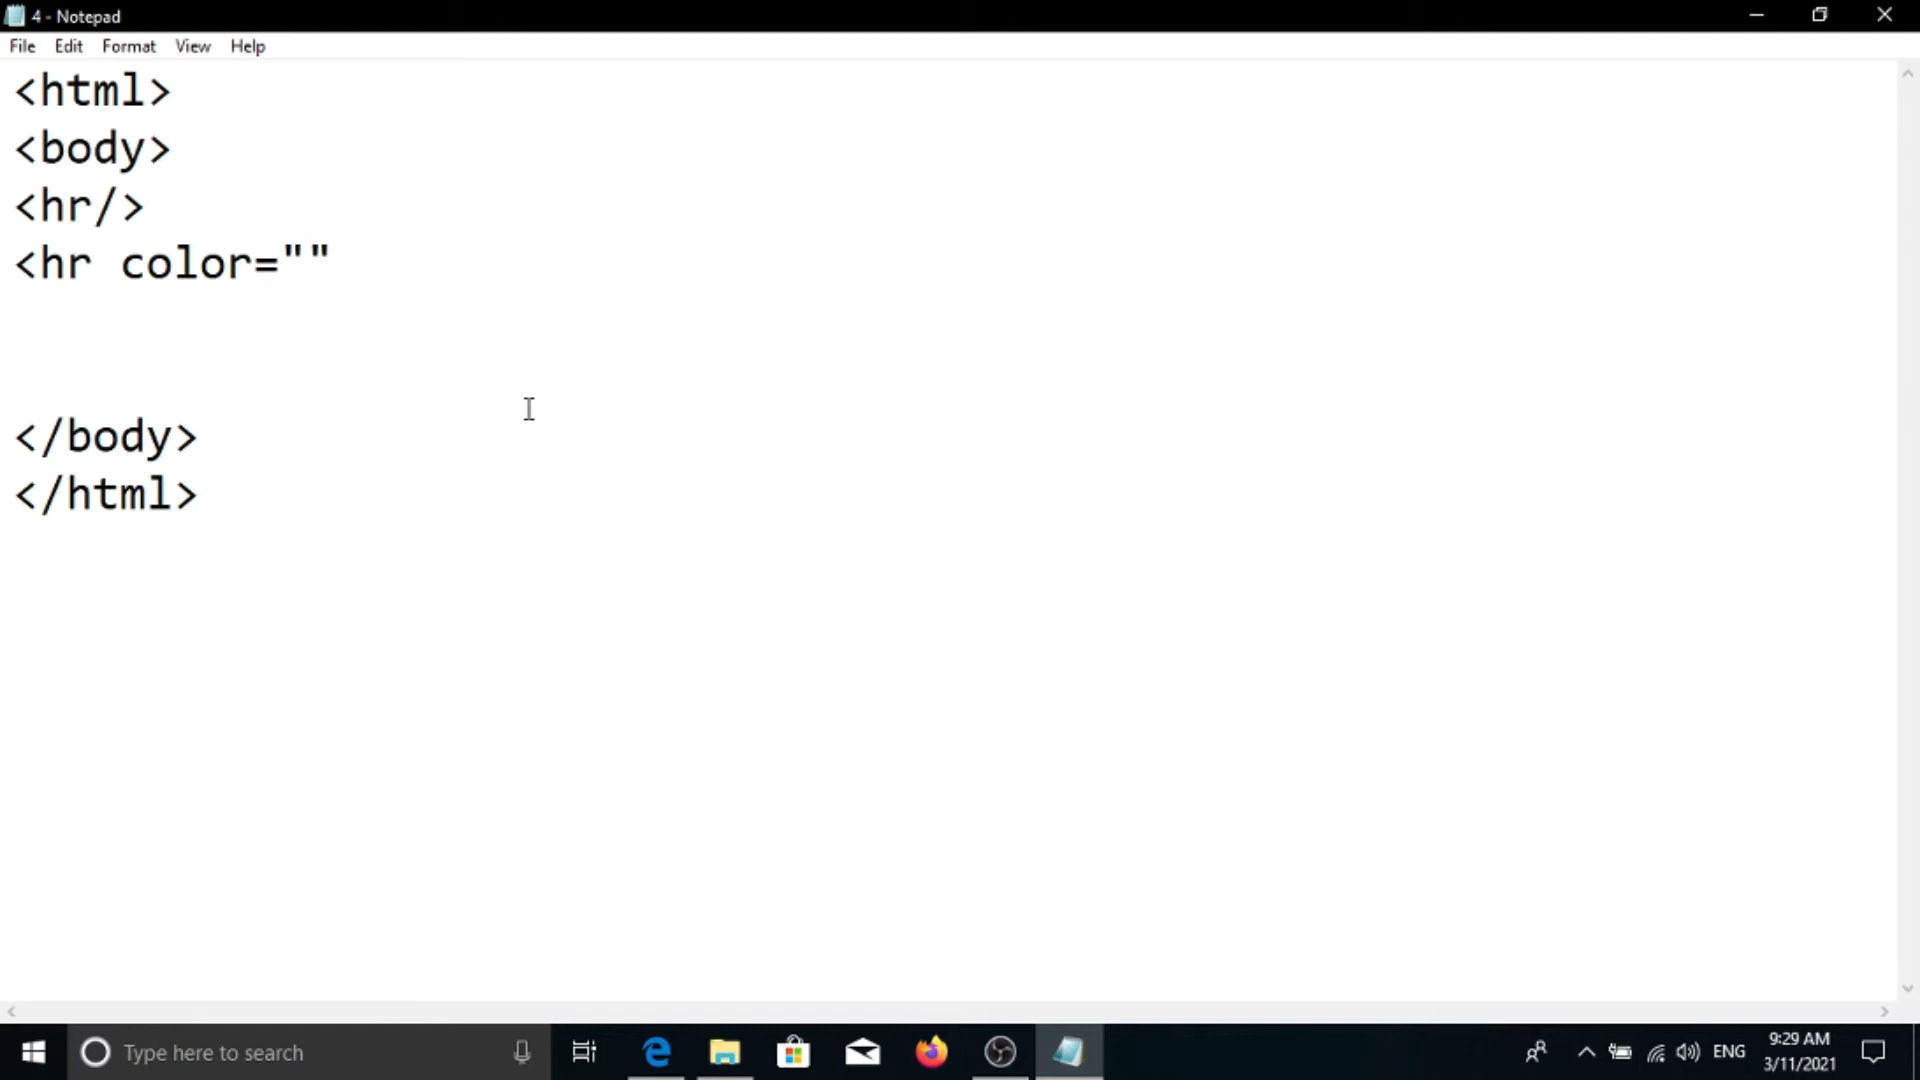 4 - Notepad
File Edit Format View Help
<html>
<body>
<hr/>
<hr color=""
</body>
</html>
Type here to search
ENG
9:29 AM
3/11/2021